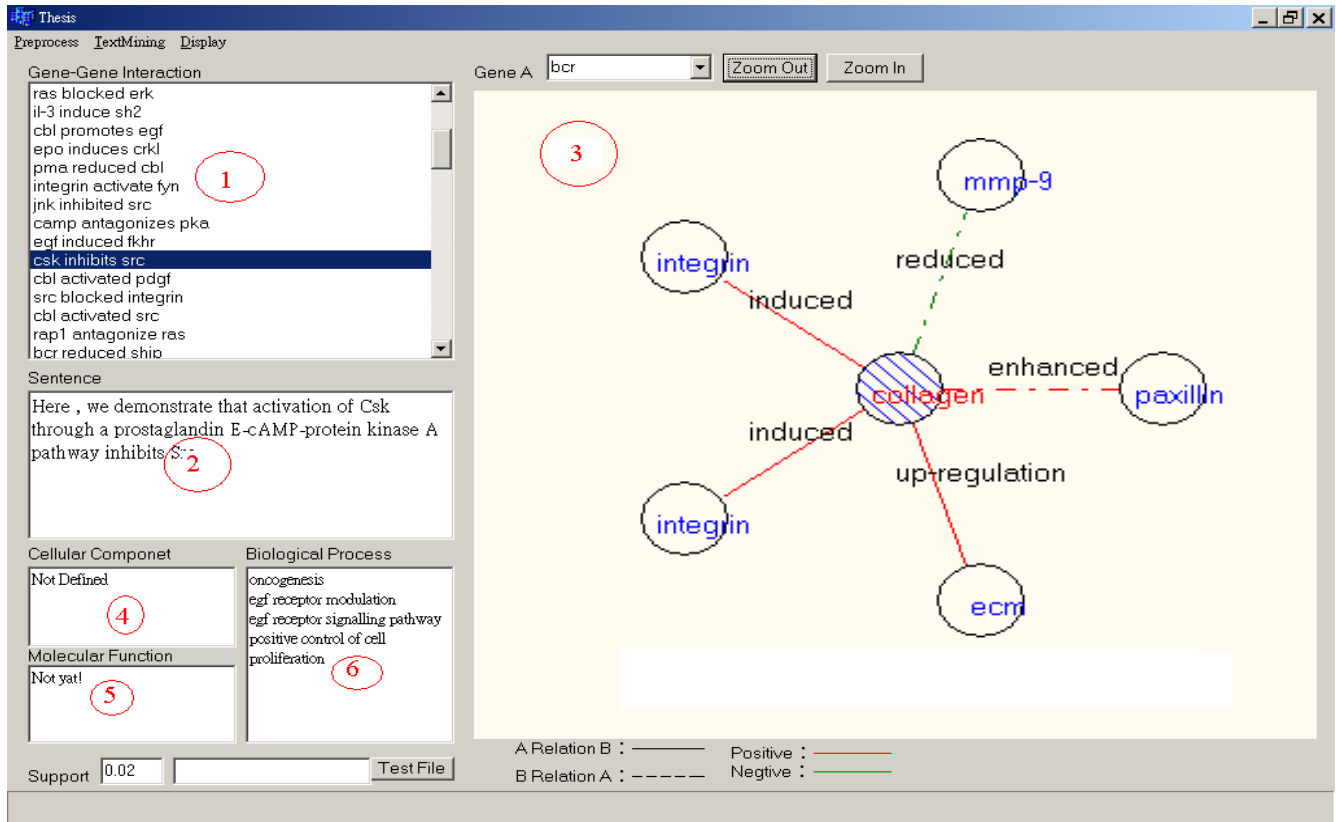 Thesis
Preprocess TextMining Display
Gene-Gene Interaction
ras blocked erk
il-3 induce sh2
cbl promotes egf
epo induces crkl
pma reduced cbl
integrin activate fyn
jnk inhibited src
camp antagonizes pka
egf induced fkhr
csk inhibits src
cbl activated pdgf
src blocked integrin
cbl activated src
rap1 antagonize ras
bcr reduced ship
1
Sentence
Here , we demonstrate that activation of Csk
through a prostaglandin E-cAMP-protein kinase A
pathway inhibits
2
Cellular Componet
Not Defined
4
Molecular Function
Not yat!
5
Biological Process
oncogenesis
egf receptor modulation
egf receptor signalling pathway
positive control of cell
proliferation
6
Support 0.02 Test File
Gene A bcr Zoom Out Zoom In
3
mmp-9
integrin
reduced
induced
enhanced
collagen
paxillin
induced
up-regulation
integrin
ecm
A Relation B :
B Relation A :
Positive :
Negtive :